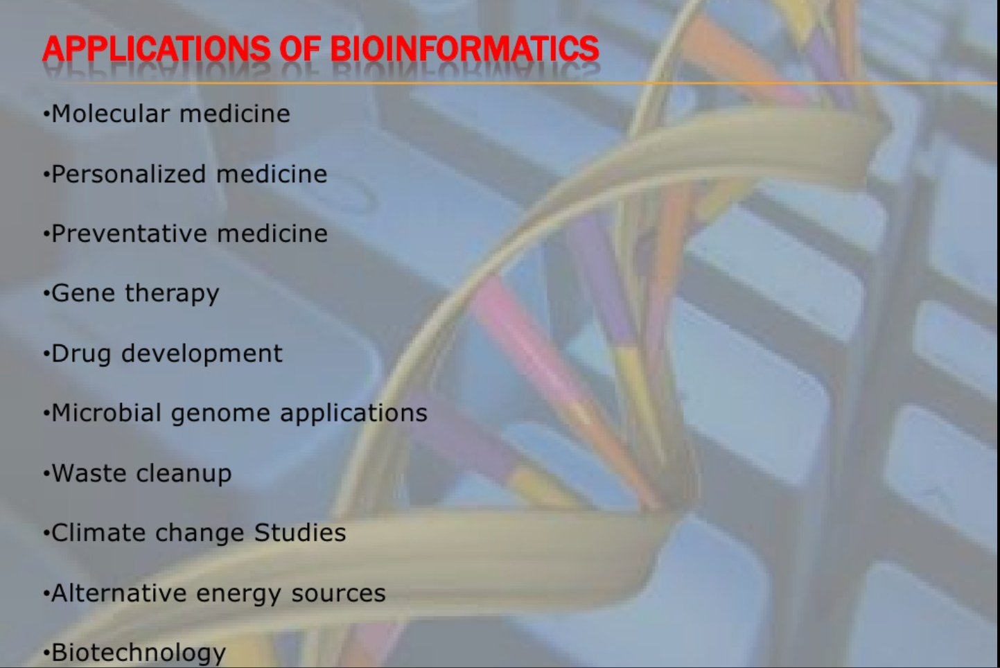 APPLICATIONS OF BIOINFORMATICS
•Molecular medicine
•Personalized medicine
•Preventative medicine
•Gene therapy
•Drug development
•Microbial genome applications
•Waste cleanup
•Climate change Studies
•Alternative energy sources
•Biotechnology